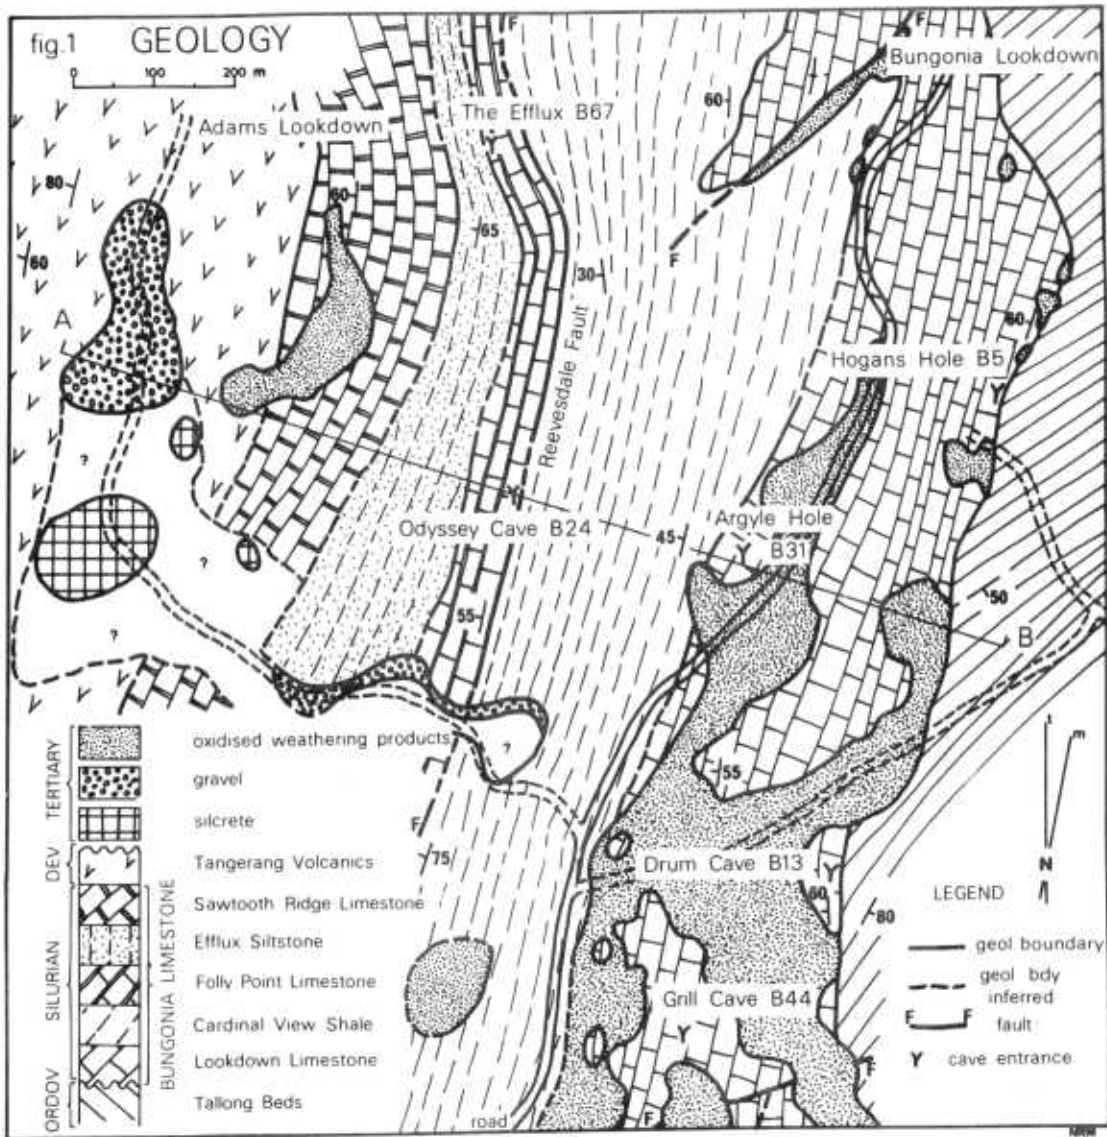 fig.1 GEOLOGY
0 100 200 m
F
F
Bungonia Lookdown
The Efflux B67
60
Adams Lookdown
80
60
65
60
F
30
A
Reevesdale Fault
60
Hogans Hole B5
Y
?
Odyssey Cave B24
45
Argyle Hole
Y
B31
?
50
55
B
?
?
55
t
m
N
TERTIARY
oxidised weathering products
gravel
silcrete
DEV
Tangerang Volcanics
SILURIAN
BUNGONIA LIMESTONE
Sawtooth Ridge Limestone
Efflux Siltstone
Folly Point Limestone
Cardinal View Shale
Lookdown Limestone
ORDOV
Tallong Beds
F
75
Drum Cave B13
Y
60
80
Grill Cave B44
Y
F
F
road
LEGEND
geol boundary
geol bdy
inferred
F F fault
Y cave entrance
NRM